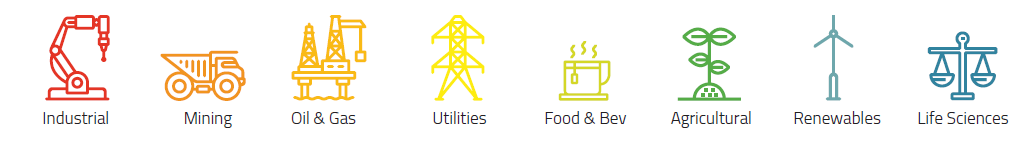 Industrial Mining Oil & Gas Utilities Food & Bev Agricultural Renewables Life Sciences